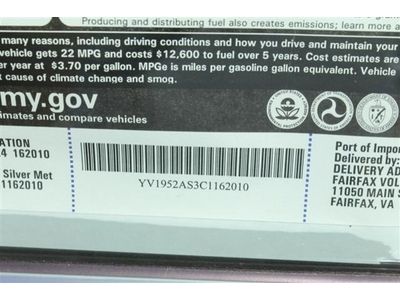 Producing and distributing fuel also creates emissions; learn more a
many reasons, including driving conditions and how you drive and maintain your
vehicle gets 22 MPG and costs $12,600 to fuel over 5 years. Cost estimates are
er year at $3.70 per gallon. MPGe is miles per gasoline gallon equivalent. Vehicle
t cause of climate change and smog.
my.gov
imates and compare vehicles
ATION
4 162010
Silver Met
1162010
YV1952AS3C1162010
Port of Impor
Delivered by:
DELIVERY AD
FAIRFAX VOL
11050 MAIN S
FAIRFAX, VA